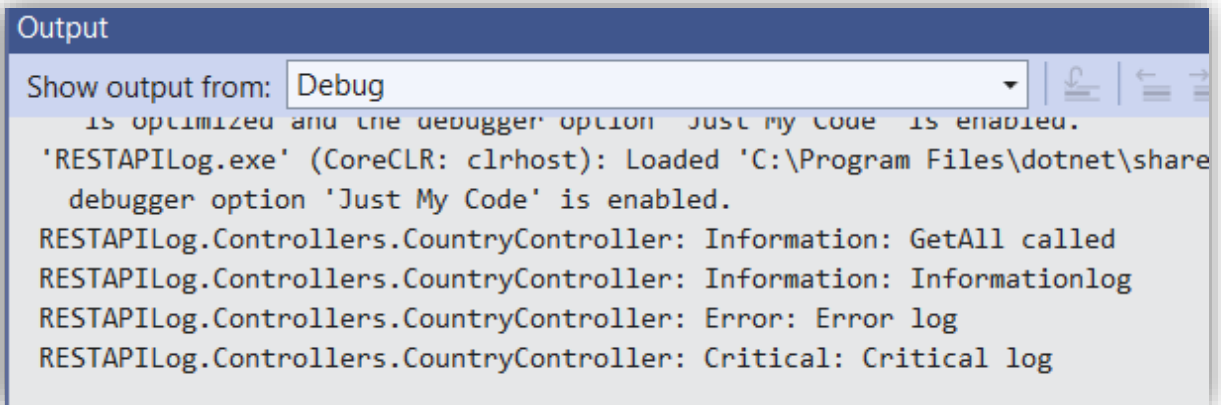 Output
Show output from: Debug
is optimized and the debugger option 'Just My Code' is enabled.
'RESTAPILog.exe' (CoreCLR: clrhost): Loaded 'C:\Program Files\dotnet\share
debugger option 'Just My Code' is enabled.
RESTAPILog.Controllers.CountryController: Information: GetAll called
RESTAPILog.Controllers.CountryController: Information: Informationlog
RESTAPILog.Controllers.CountryController: Error: Error log
RESTAPILog.Controllers.CountryController: Critical: Critical log